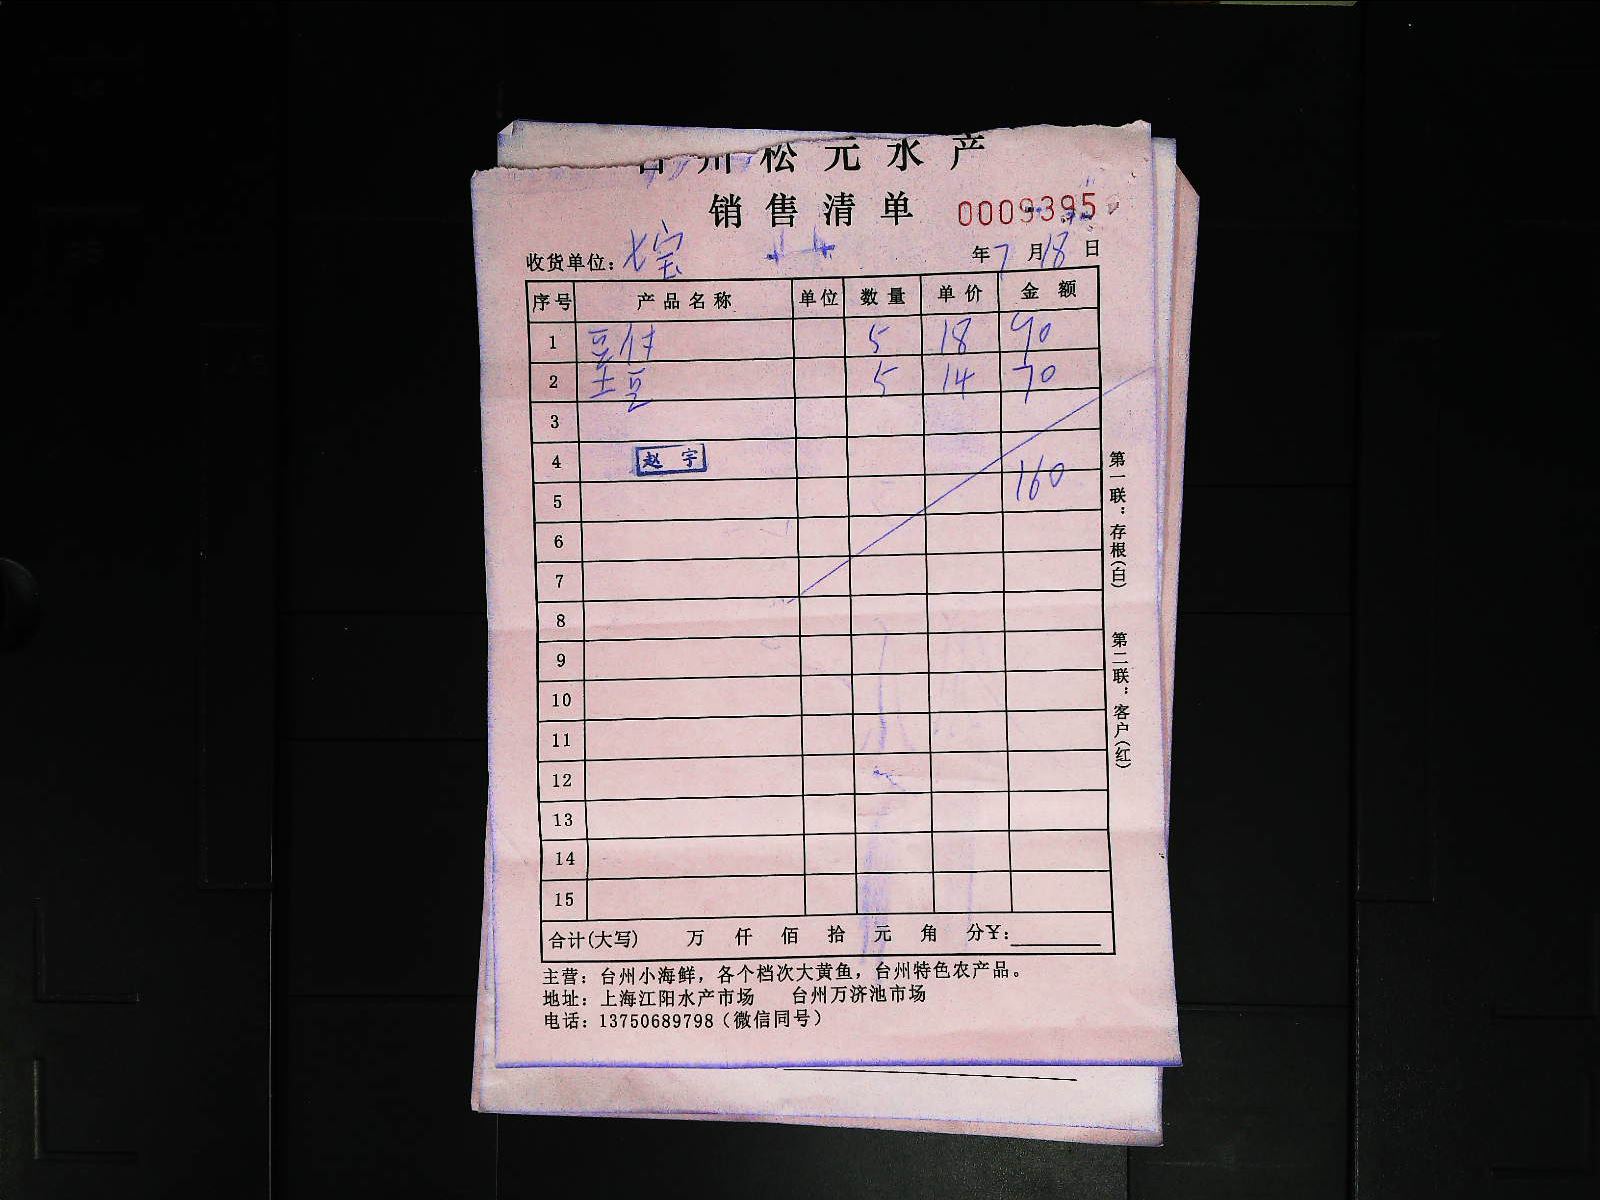 台州松元水产
销售清单 0009395
收货单位：七宝 年7月18日
序号 产品名称 单位 数量 单价 金额
1 豆付 5 18 90
2 土豆 5 14 70
3
4 赵宇
5 160
6
7
8
9
10
11
12
13
14
15
合计(大写) 万 仟 佰 拾 元 角 分¥:
主营：台州小海鲜，各个档次大黄鱼，台州特色农产品。
地址：上海江阳水产市场 台州万济池市场
电话：13750689798（微信同号）
第一联：存根(白) 第二联：客户(红)